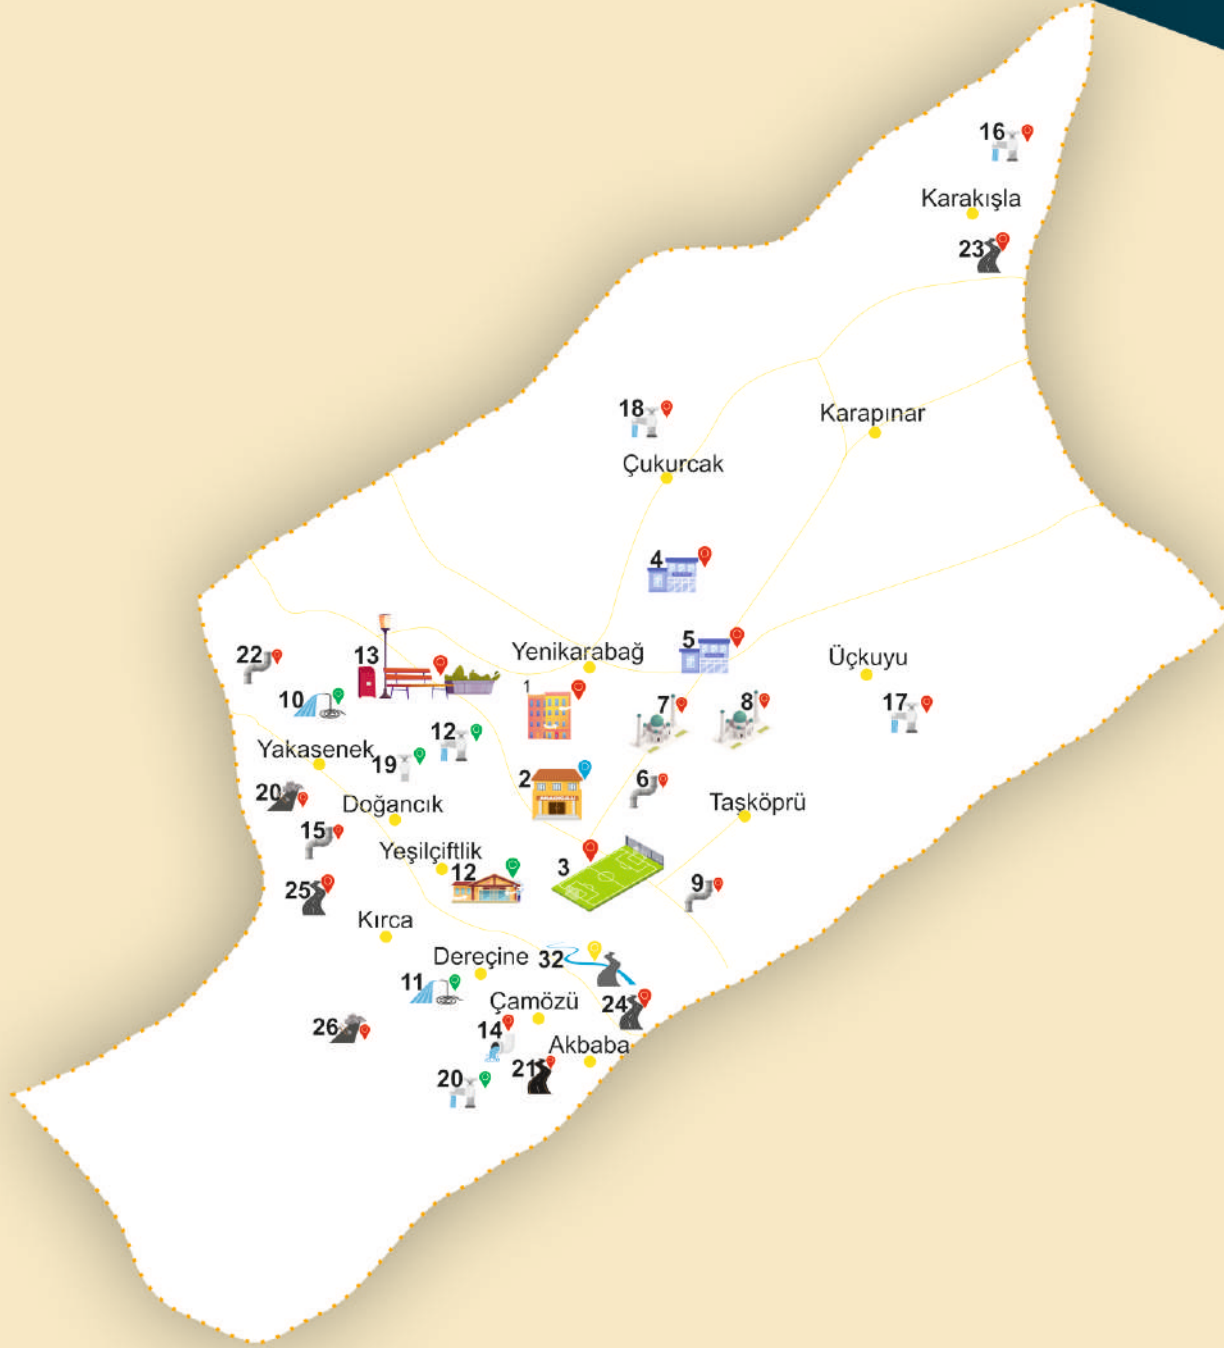 16
Karakışla
23
18
Karapınar
Çukurcak
4
5
Yenikarabağ
Üçkuyu
22
13
1
10
7
8
17
12
Yakasenek
19
2
6
20
Doğancık
Taşköprü
15
Yeşilçiftlik
12
3
25
9
Kırca
Dereçine
32
11
Çamözü
24
26
14
Akbaba
21
20